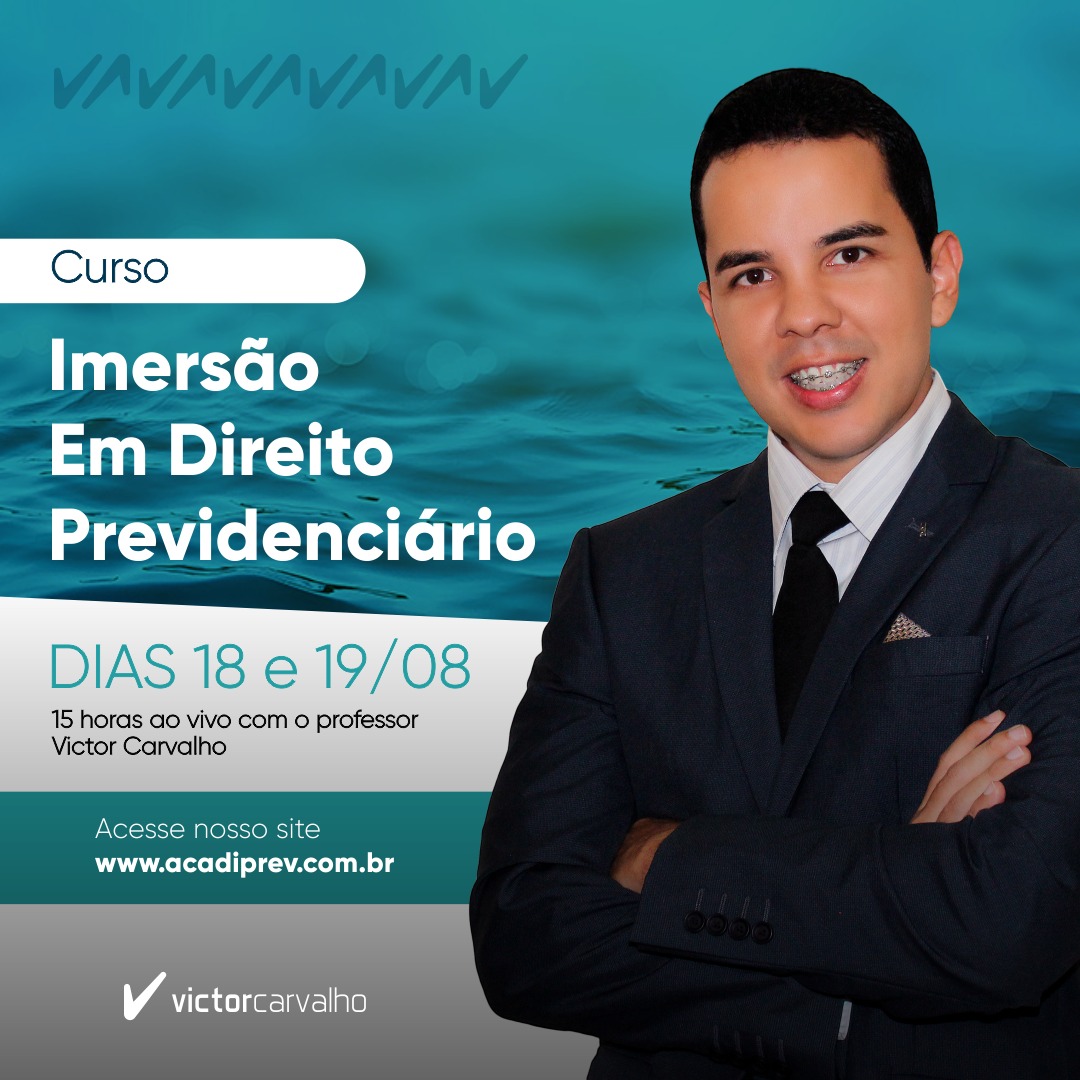 Curso
Imersão
Em Direito
Previdenciário
DIAS 18 e 19/08
15 horas ao vivo com o professor
Victor Carvalho
Acesse nosso site
www.acadiprev.com.br
victorcarvalho